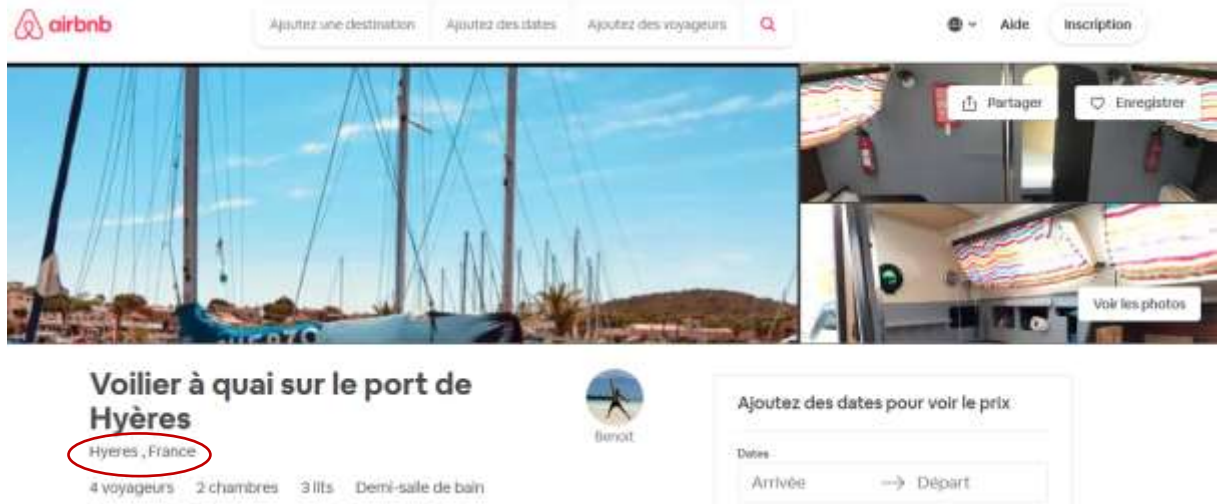 airbnb
Ajoutez une destination Ajoutez des dates Ajoutez des voyageurs
Aide Inscription
Partager Enregistrer
Voir les photos
Voilier à quai sur le port de
Hyères
Hyeres , France
4 voyageurs 2 chambres 3 lits Demi-salle de bain
Benoit
Ajoutez des dates pour voir le prix
Dates
Arrivée → Départ